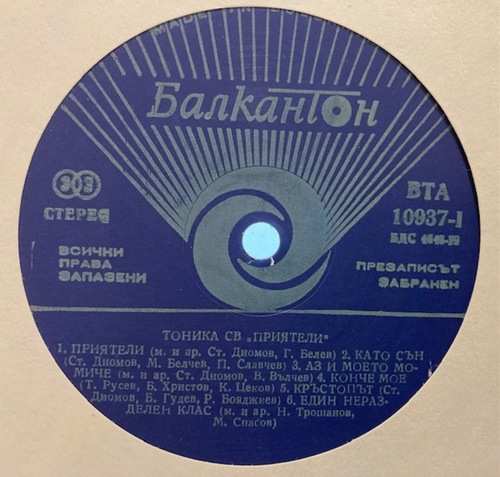 MADE IN
Балкантон
СТЕРЕО
ВТА
10937-I
БДС
ВСИЧКИ
ПРАВА
ЗАПАЗЕНИ
ПРЕЗАПИСЪТ
ЗАБРАНЕН
ТОНИКА СВ „ПРИЯТЕЛИ“
1. ПРИЯТЕЛИ (м. и ар. Ст. Диомов, Г. Белев) 2. КАТО СЪН
(Ст. Диомов, М. Белчев, П. Славчев) 3. АЗ И МОЕТО МО-
МИЧЕ (м. и ар. Ст. Диомов, В. Вълчев) 4. КОНЧЕ МОЕ
(Т. Русев, Б. Христов, К. Цеков) 5. КРЪСТОПЪТ (Ст.
Диомов, Б. Гудев, Р. Бояджиев) 6. ЕДИН НЕРАЗ-
ДЕЛЕН КЛАС (м. и ар. Н. Трошанов,
М. Спасов)